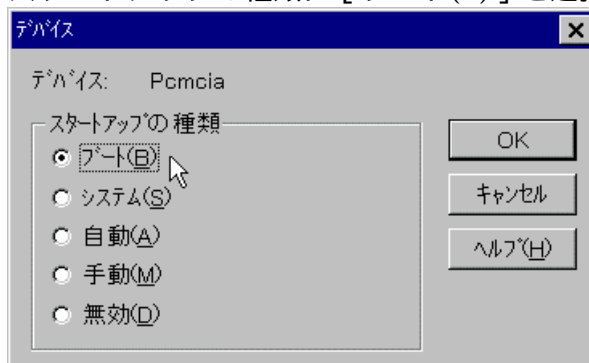 デバイス
デバイス: Pcmcia
スタートアップの種類
ブート(B)
システム(S)
自動(A)
手動(M)
無効(D)
OK
キャンセル
ヘルプ(H)